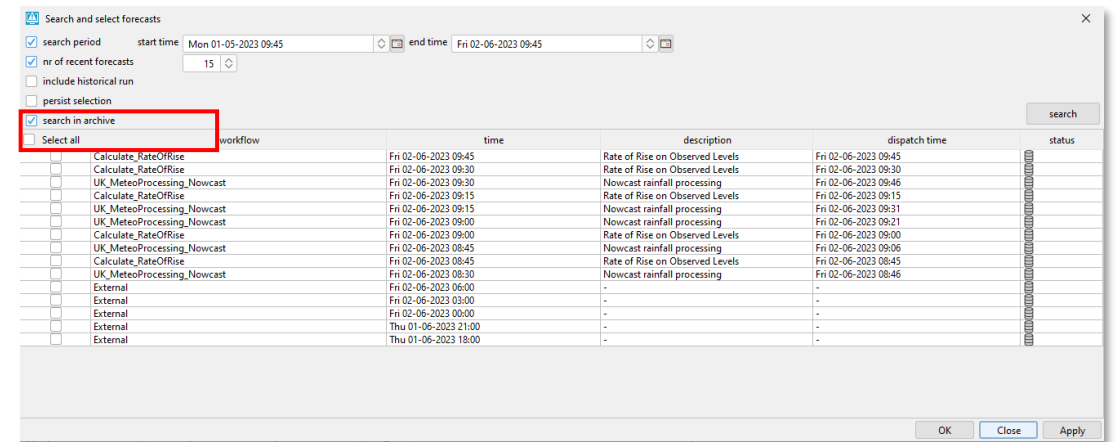 Search and select forecasts
search period start time Mon 01-05-2023 09:45 end time Fri 02-06-2023 09:45
nr of recent forecasts 15
include historical run
persist selection
search in archive search
Select all workflow time description dispatch time status
Calculate_RateOfRise Fri 02-06-2023 09:45 Rate of Rise on Observed Levels Fri 02-06-2023 09:45
Calculate_RateOfRise Fri 02-06-2023 09:30 Rate of Rise on Observed Levels Fri 02-06-2023 09:30
UK_MeteoProcessing_Nowcast Fri 02-06-2023 09:30 Nowcast rainfall processing Fri 02-06-2023 09:46
Calculate_RateOfRise Fri 02-06-2023 09:15 Rate of Rise on Observed Levels Fri 02-06-2023 09:15
UK_MeteoProcessing_Nowcast Fri 02-06-2023 09:15 Nowcast rainfall processing Fri 02-06-2023 09:31
UK_MeteoProcessing_Nowcast Fri 02-06-2023 09:00 Nowcast rainfall processing Fri 02-06-2023 09:21
Calculate_RateOfRise Fri 02-06-2023 09:00 Rate of Rise on Observed Levels Fri 02-06-2023 09:00
UK_MeteoProcessing_Nowcast Fri 02-06-2023 08:45 Nowcast rainfall processing Fri 02-06-2023 09:06
Calculate_RateOfRise Fri 02-06-2023 08:45 Rate of Rise on Observed Levels Fri 02-06-2023 08:45
UK_MeteoProcessing_Nowcast Fri 02-06-2023 08:30 Nowcast rainfall processing Fri 02-06-2023 08:46
External Fri 02-06-2023 06:00 - -
External Fri 02-06-2023 03:00 - -
External Fri 02-06-2023 00:00 - -
External Thu 01-06-2023 21:00 - -
External Thu 01-06-2023 18:00 - -
OK Close Apply